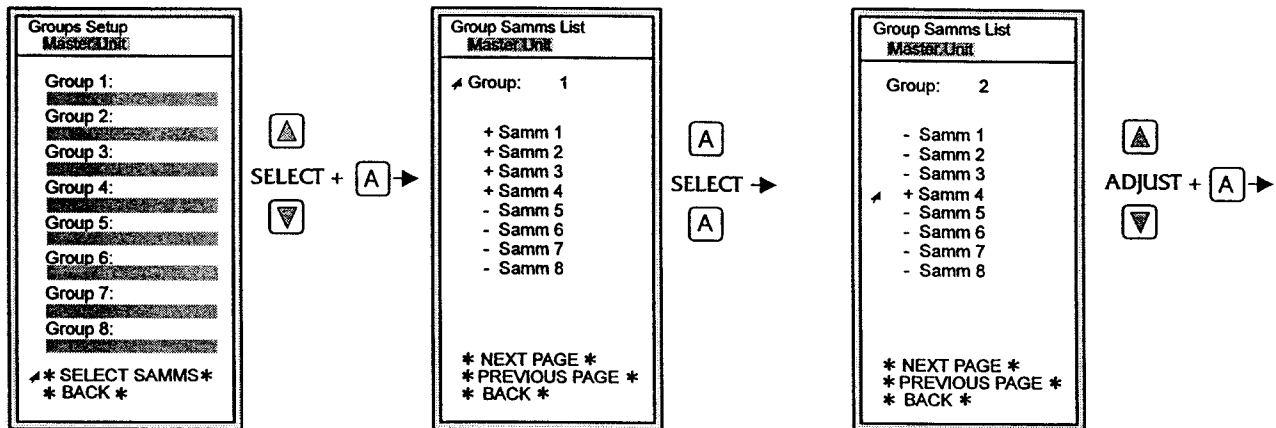 Groups Setup
Master Unit
Group 1:
Group 2:
Group 3:
Group 4:
Group 5:
Group 6:
Group 7:
Group 8:
* SELECT SAMMS *
* BACK *
SELECT + A
Group Samms List
Master Unit
Group: 1
+ Samm 1
+ Samm 2
+ Samm 3
+ Samm 4
- Samm 5
- Samm 6
- Samm 7
- Samm 8
* NEXT PAGE *
* PREVIOUS PAGE *
* BACK *
A
SELECT
A
Group Samms List
Master Unit
Group: 2
- Samm 1
- Samm 2
- Samm 3
+ Samm 4
- Samm 5
- Samm 6
- Samm 7
- Samm 8
* NEXT PAGE *
* PREVIOUS PAGE *
* BACK *
ADJUST + A